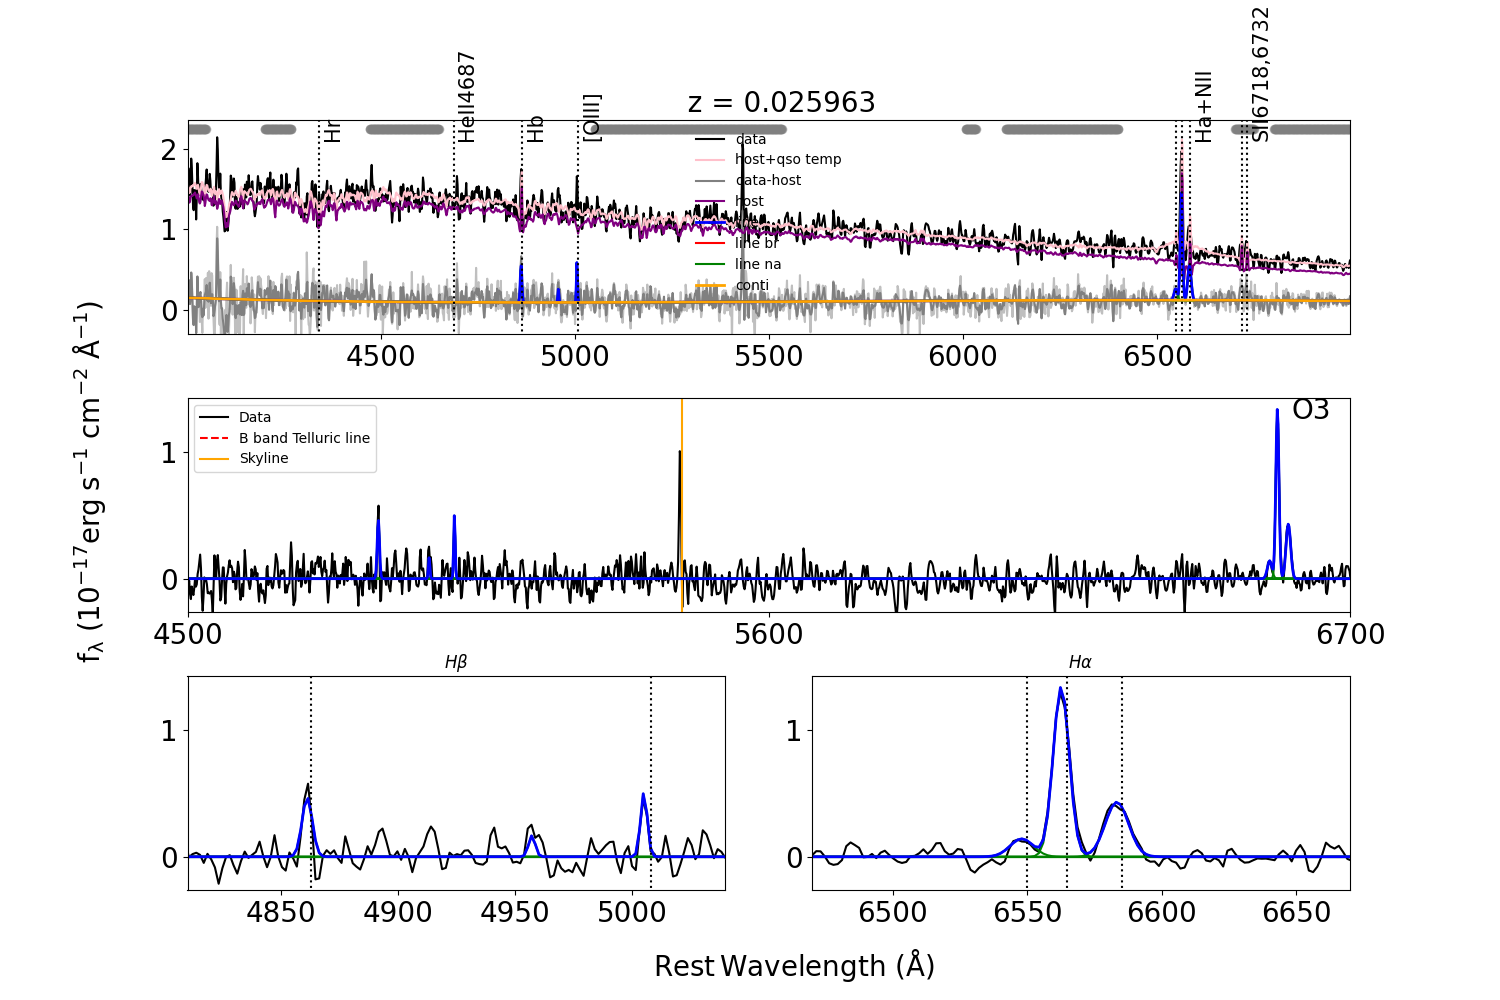 z = 0.025963
Hr
HeII4687
Hb
[OIII]
Ha+NII
SII6718,6732
data
host+qso temp
data-host
host
line br
line na
conti
2
1
0
4500 5000 5500 6000 6500
Data
B band Telluric line
Skyline
O3
1
0
4500 5600 6700
fλ (10⁻¹⁷erg s⁻¹ cm⁻² Å⁻¹)
Hβ
1
0
4850 4900 4950 5000
Hα
1
0
6500 6550 6600 6650
Rest Wavelength (Å)